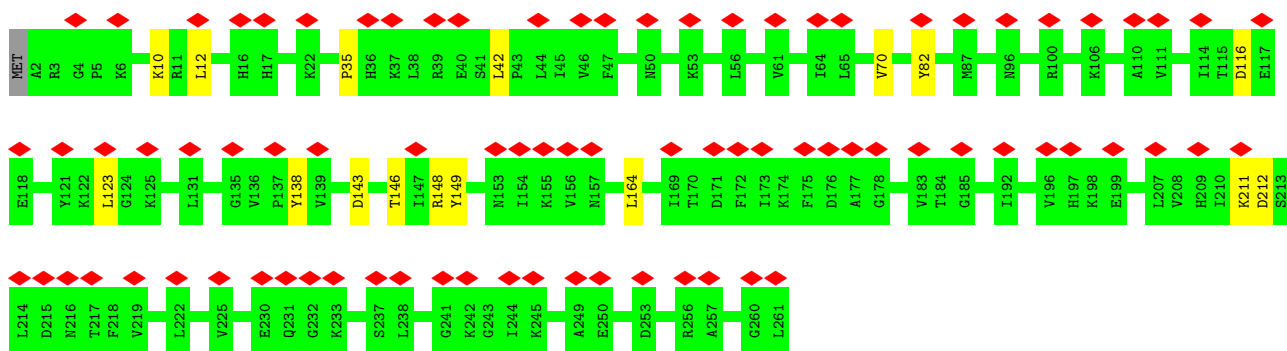 MET A2 R3 G4 P5 K6 K10 R11 L12 H16 H17 K22 P35 H36 K37 L38 R39 E40 S41 L42 P43 L44 I45 V46 F47 N50 K53 L56 V61 I64 L65 V70 Y82 M87 N96 R100 K106 A110 V111 I114 T115 D116 E117
E118 Y121 K122 L123 G124 K125 L131 G135 V136 P137 Y138 V139 D143 T146 I147 R148 Y149 N153 I154 K155 V156 N157 L164 I169 T170 D171 F172 I173 K174 F175 D176 A177 G178 V183 T184 G185 I192 V196 H197 K198 E199 L207 V208 H209 I210 K211 D212 S213
L214 D215 N216 T217 F218 V219 L222 V225 E230 Q231 G232 K233 S237 L238 G241 K242 G243 I244 K245 A249 E250 D253 R256 A257 G260 L261